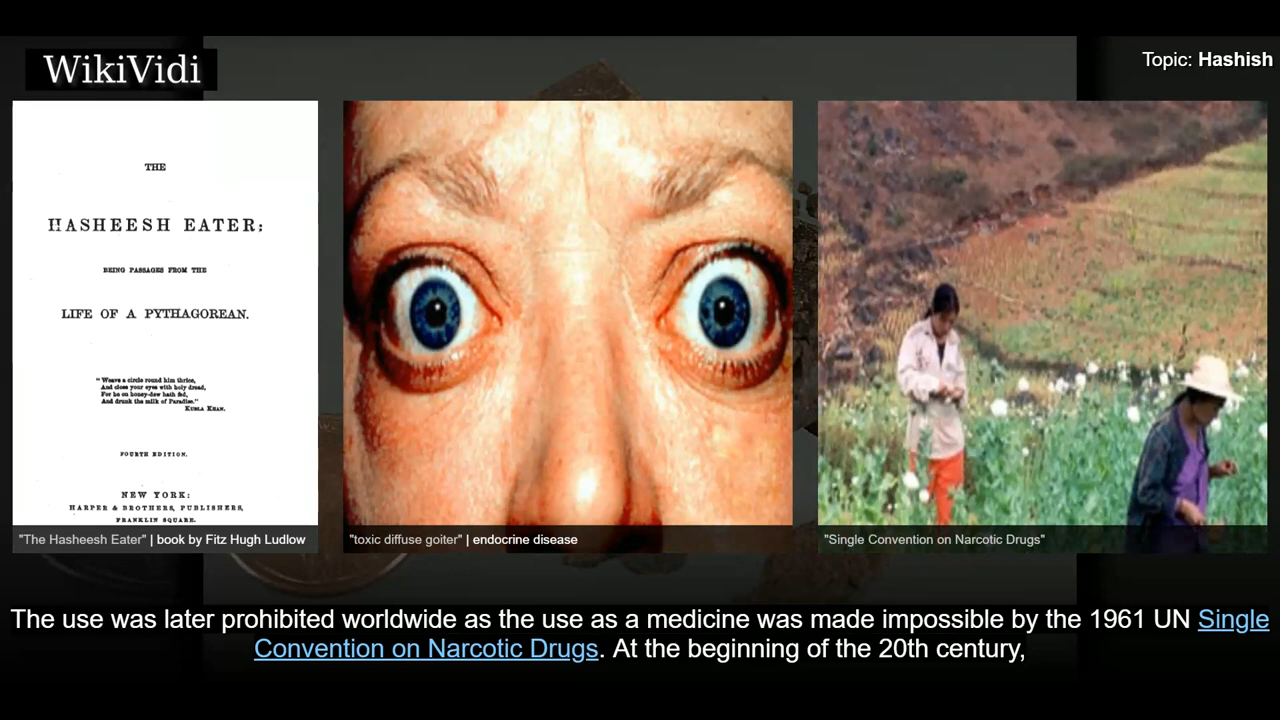 WikiVidi
Topic: Hashish
THE
HASHEESH EATER:
BEING PASSAGES FROM THE
LIFE OF A PYTHAGOREAN.
"Weave a circle round him thrice,
And close your eyes with holy dread,
For he on honey-dew hath fed,
And drunk the milk of Paradise."
KUBLA KHAN.
FOURTH EDITION.
NEW YORK:
HARPER & BROTHERS, PUBLISHERS,
FRANKLIN SQUARE.
"The Hasheesh Eater" | book by Fitz Hugh Ludlow
"toxic diffuse goiter" | endocrine disease
"Single Convention on Narcotic Drugs"
The use was later prohibited worldwide as the use as a medicine was made impossible by the 1961 UN Single
Convention on Narcotic Drugs. At the beginning of the 20th century,